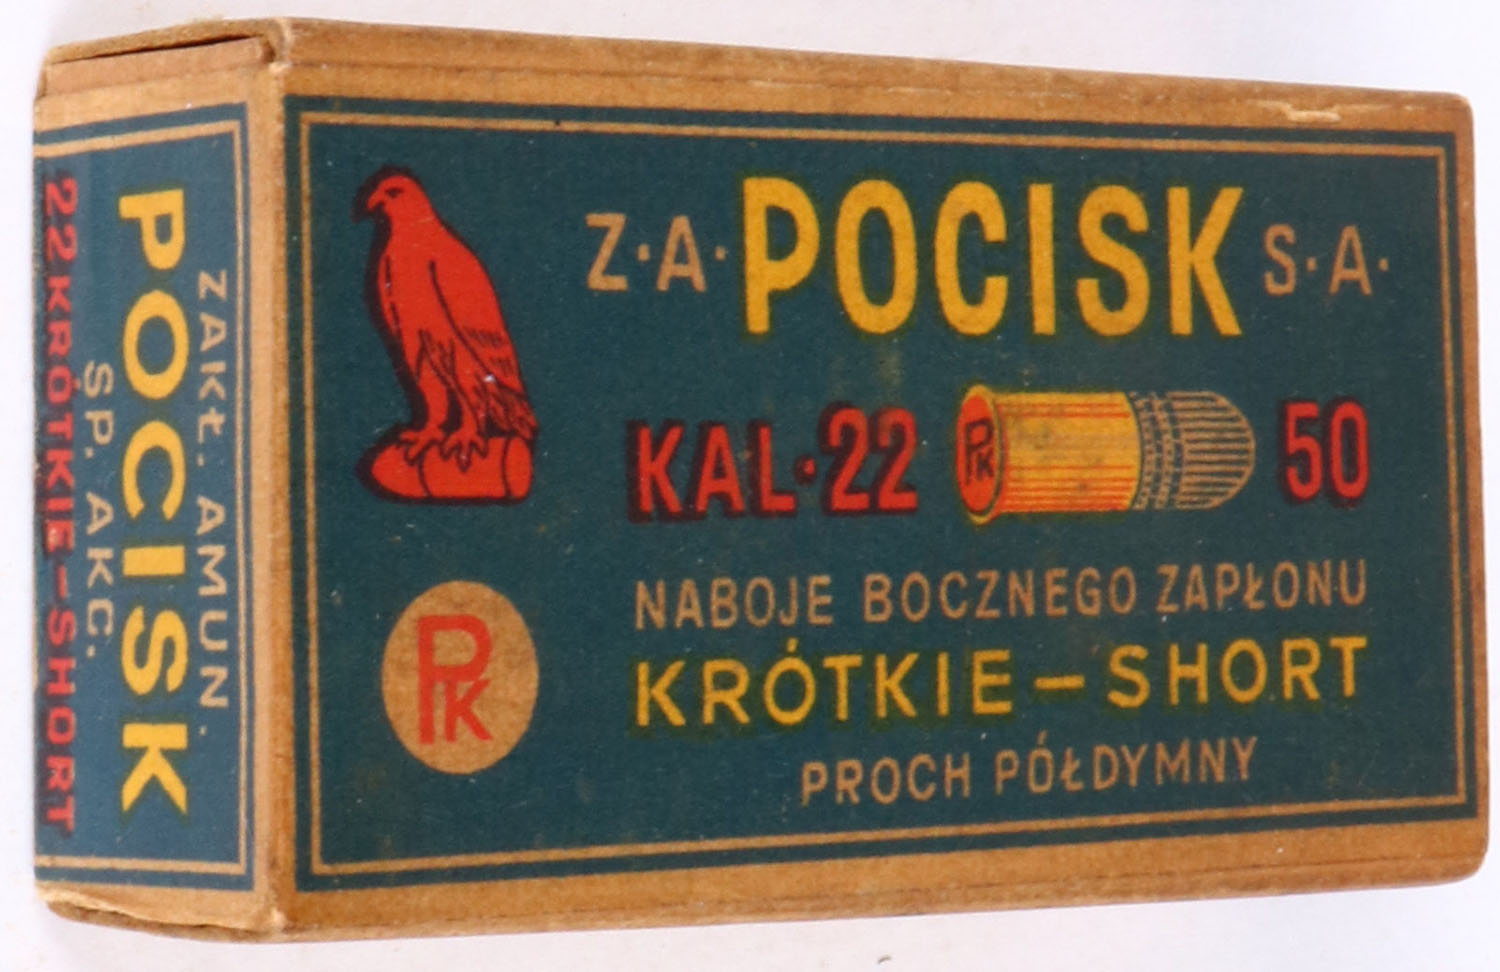 Z·A·POCISK S·A·
KAL·22 PK 50
NABOJE BOCZNEGO ZAPŁONU
KRÓTKIE–SHORT
PROCH PÓŁDYMNY
PK
ZAKŁ. AMUN.
POCISK
SP. AKC.
22 KRÓTKIE–SHORT